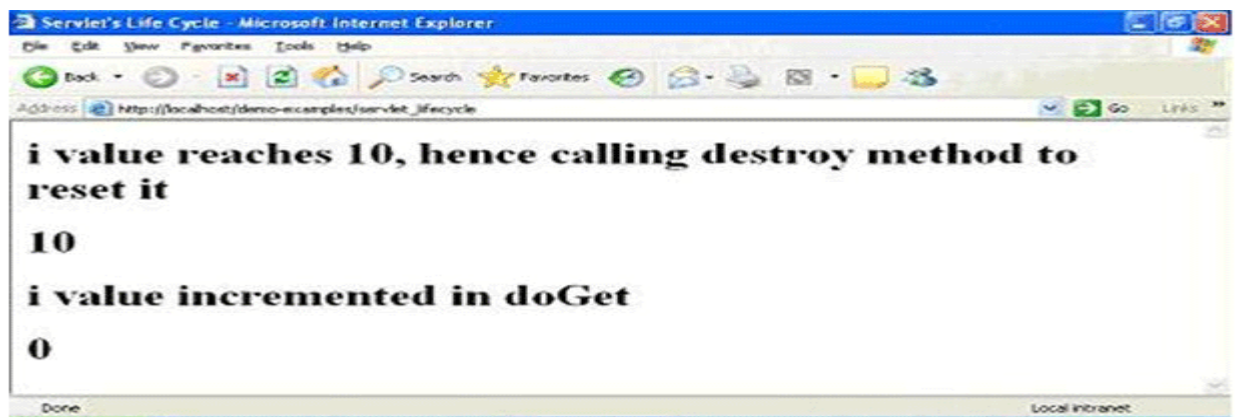 Servlet's Life Cycle - Microsoft Internet Explorer
File Edit View Favorites Tools Help
Back Search Favorites
Address http://localhost/demo-examples/servlet_lifecycle Go Links
i value reaches 10, hence calling destroy method to
reset it
10
i value incremented in doGet
0
Done Local intranet